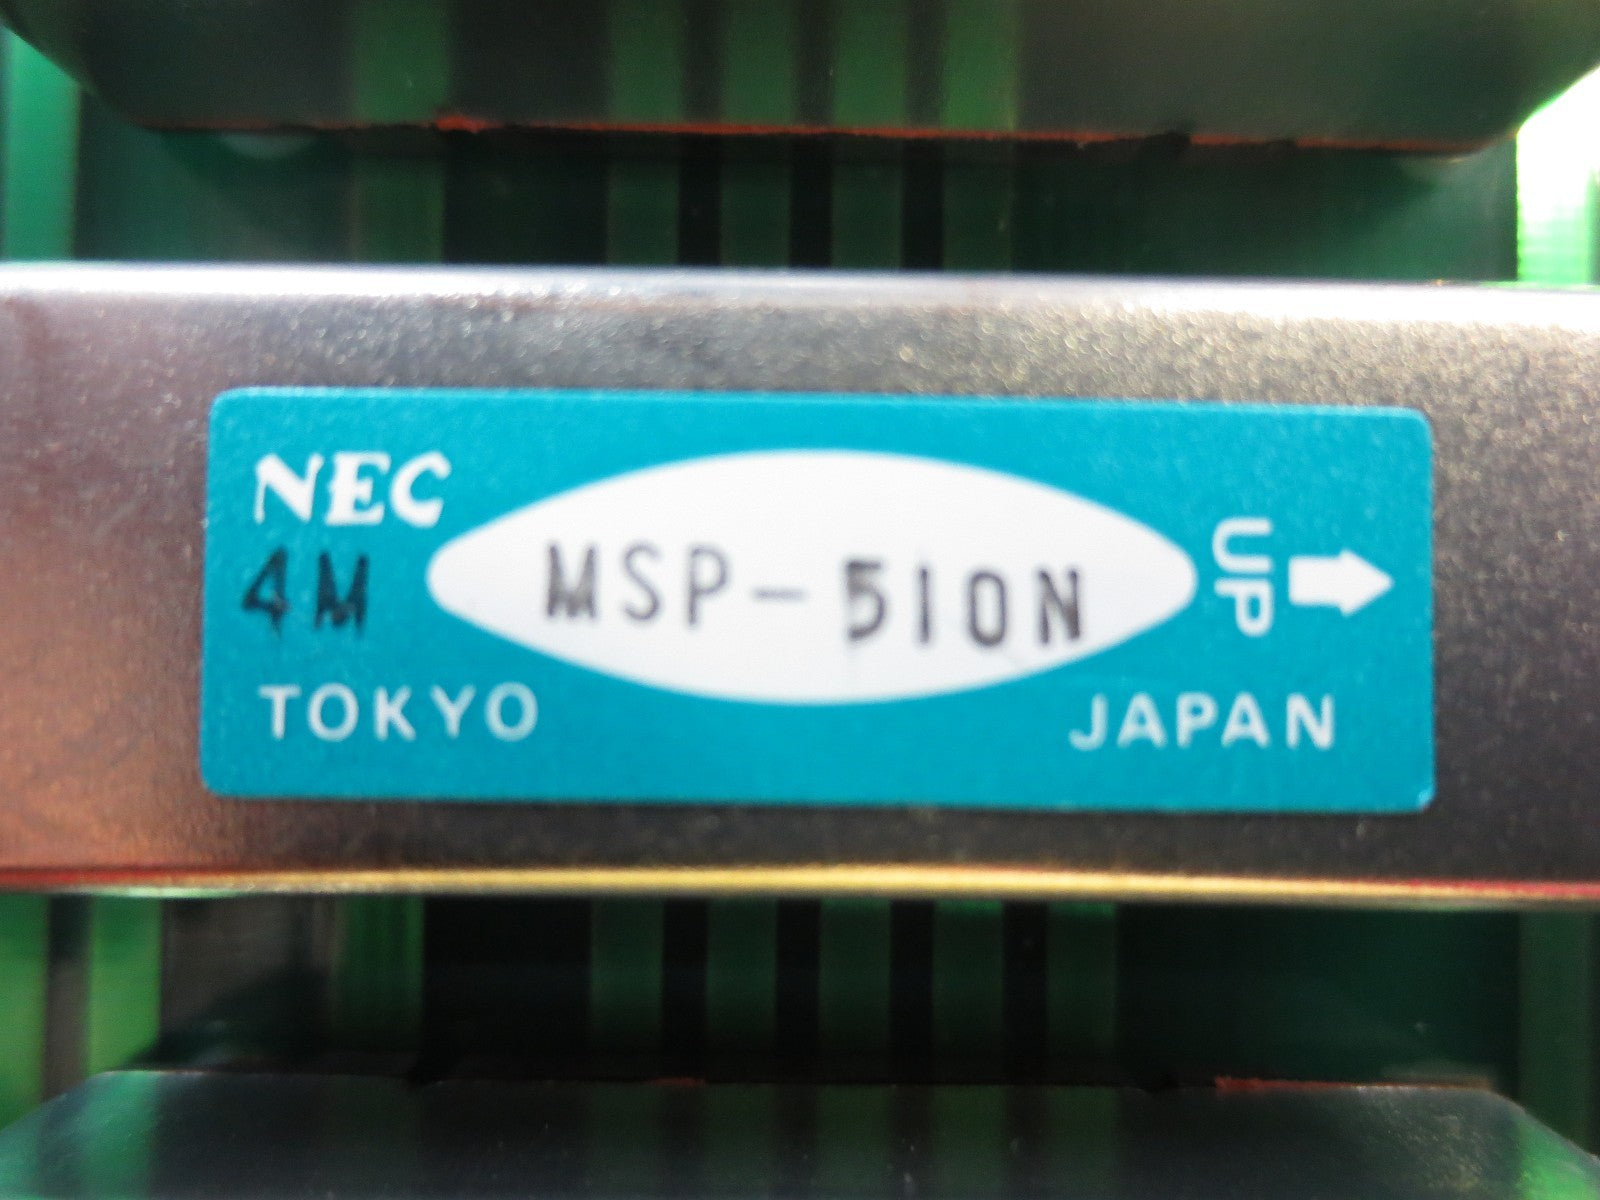 NEC
4M
MSP-510N
UP
TOKYO
JAPAN